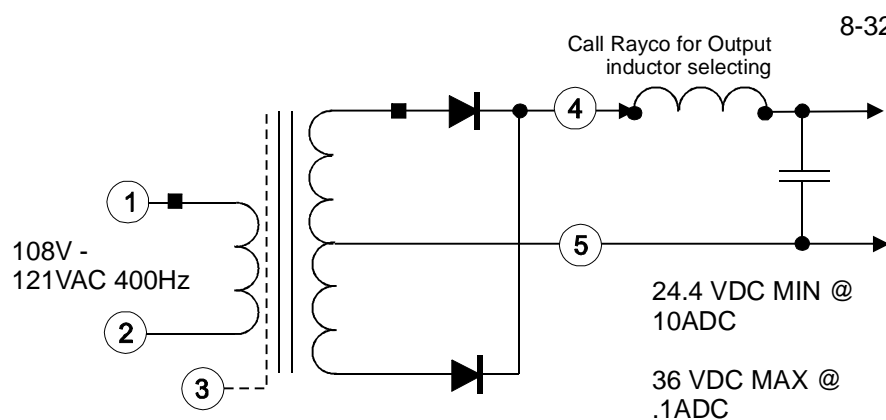 8-32
Call Rayco for Output
inductor selecting
4
1
5
108V -
121VAC 400Hz
2
24.4 VDC MIN @
10ADC
3
36 VDC MAX @
.1ADC